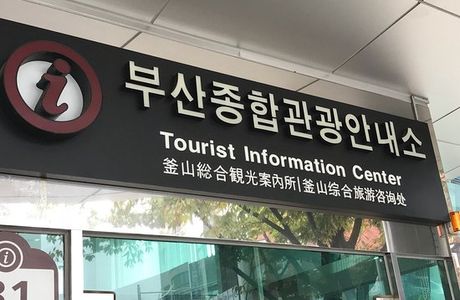 i
부산종합관광안내소
Tourist Information Center
釜山総合観光案内所|釜山综合旅游咨询处
i
31